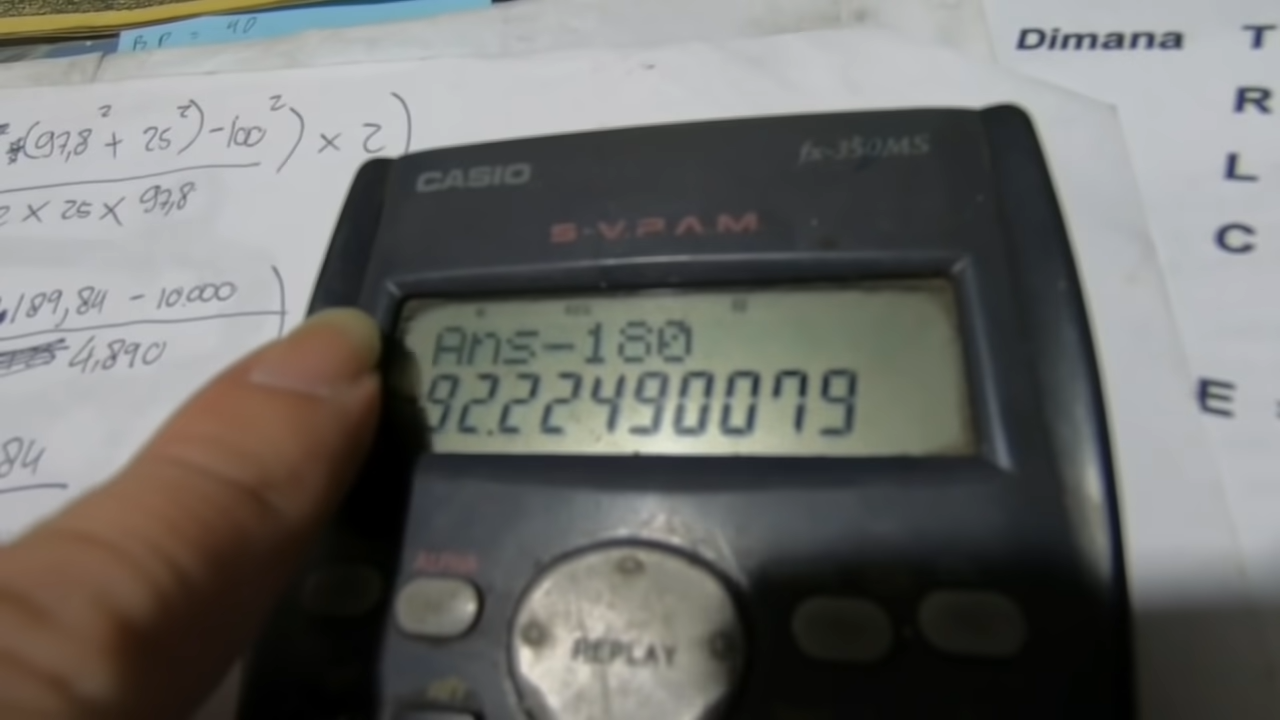 B.P = 40
Dimana T
R
L
C
E
(97,8² + 25²) - 100²) × 2)
2 × 25 × 97,8
189,84 - 10.000)
4,890
84
CASIO fx-350MS
S-V.P.A.M.
Ans-180
92.22490079
ALPHA
REPLAY